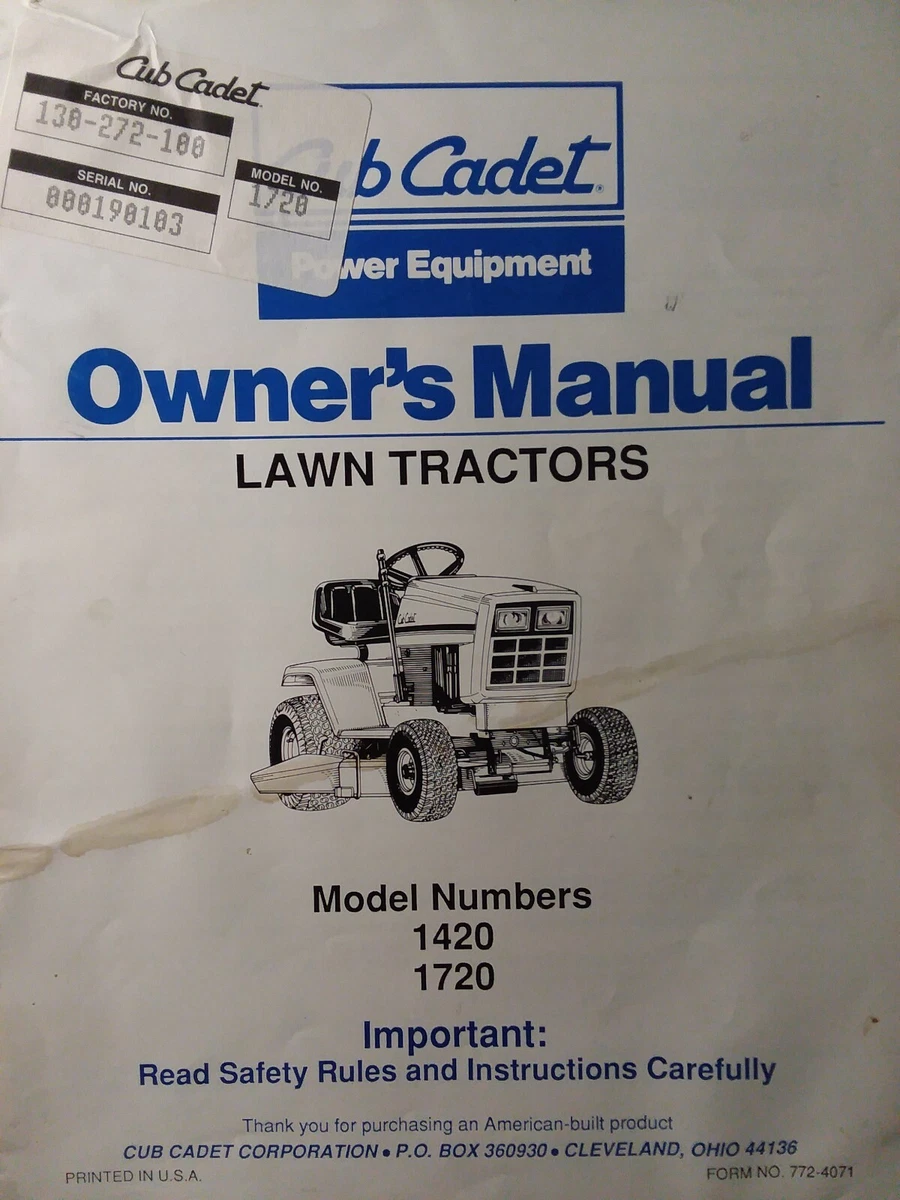 Cub Cadet.
FACTORY NO.
130-272-100
SERIAL NO.
000190103
MODEL NO.
1720
Cub Cadet.
Power Equipment
Owner's Manual
LAWN TRACTORS
Cub Cadet
Model Numbers
1420
1720
Important:
Read Safety Rules and Instructions Carefully
Thank you for purchasing an American-built product
CUB CADET CORPORATION • P.O. BOX 360930 • CLEVELAND, OHIO 44136
PRINTED IN U.S.A.
FORM NO. 772-4071